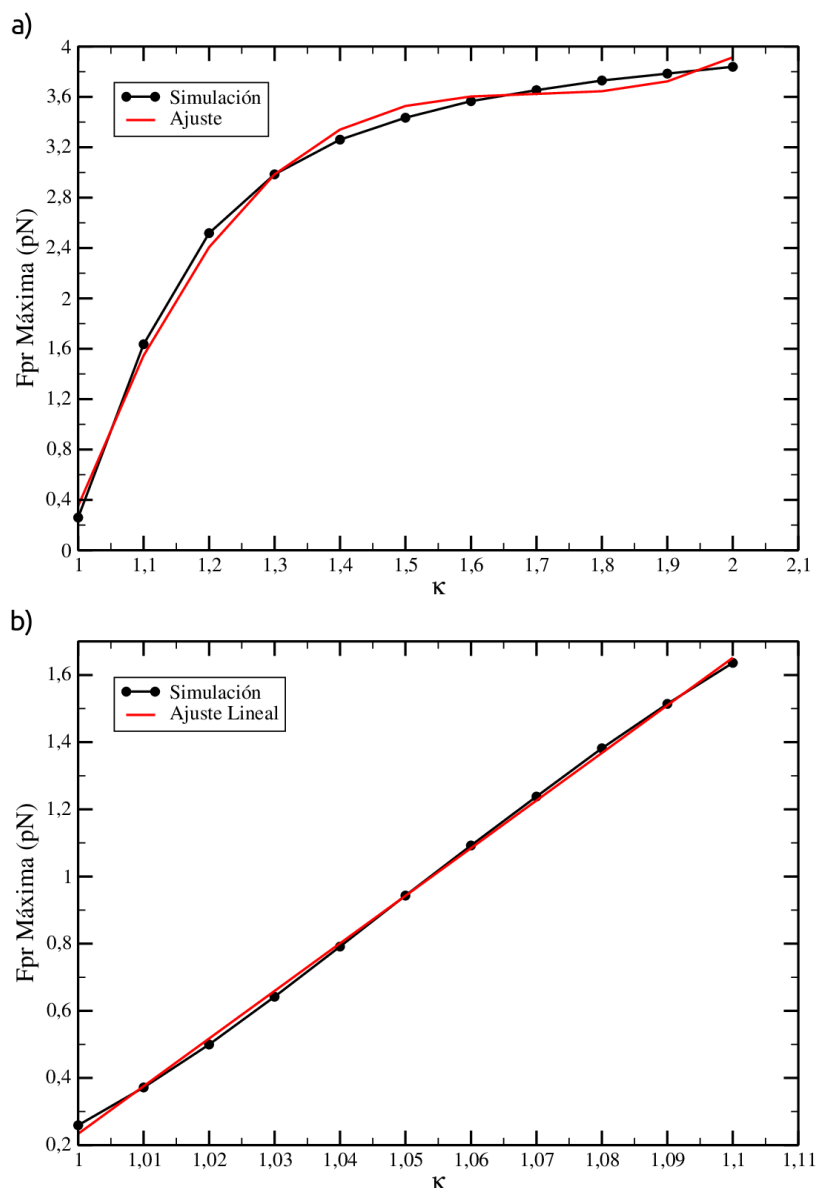 a)
4
3,6
3,2
2,8
2,4
2
1,6
1,2
0,8
0,4
0
Fpr Máxima (pN)
Simulación
Ajuste
1 1,1 1,2 1,3 1,4 1,5 1,6 1,7 1,8 1,9 2 2,1
κ
b)
1,6
1,4
1,2
1
0,8
0,6
0,4
0,2
Fpr Máxima (pN)
Simulación
Ajuste Lineal
1 1,01 1,02 1,03 1,04 1,05 1,06 1,07 1,08 1,09 1,1 1,11
κ